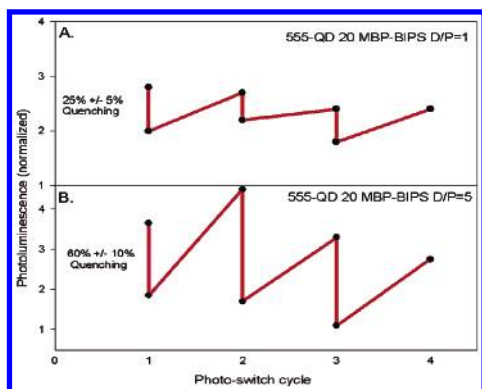 A.
555-QD 20 MBP-BIPS D/P=1
4
3
2
1
25% +/- 5%
Quenching
B.
555-QD 20 MBP-BIPS D/P=5
4
3
2
1
60% +/- 10%
Quenching
Photoluminescence (normalized)
0
1
2
3
4
Photo-switch cycle